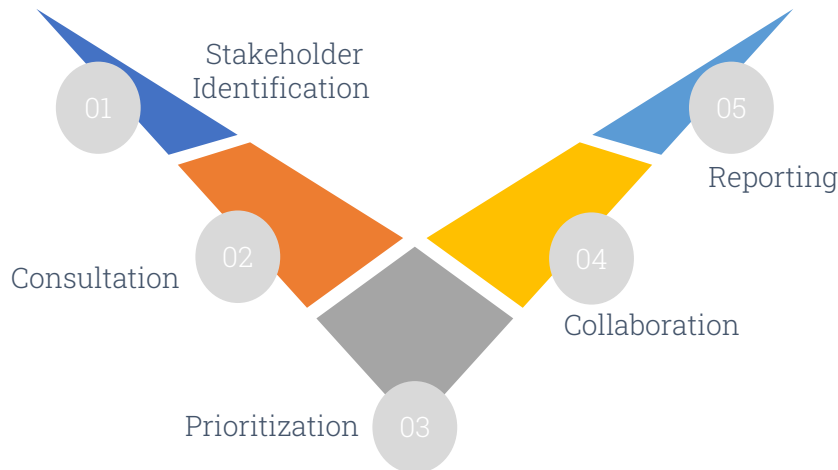 01
Stakeholder
Identification
02
Consultation
03
Prioritization
04
Collaboration
05
Reporting